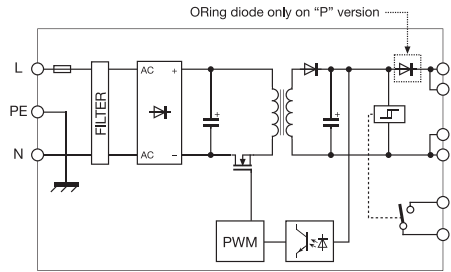 ORing diode only on "P" version
L
PE
N
FILTER
AC +
AC −
+
+
PWM